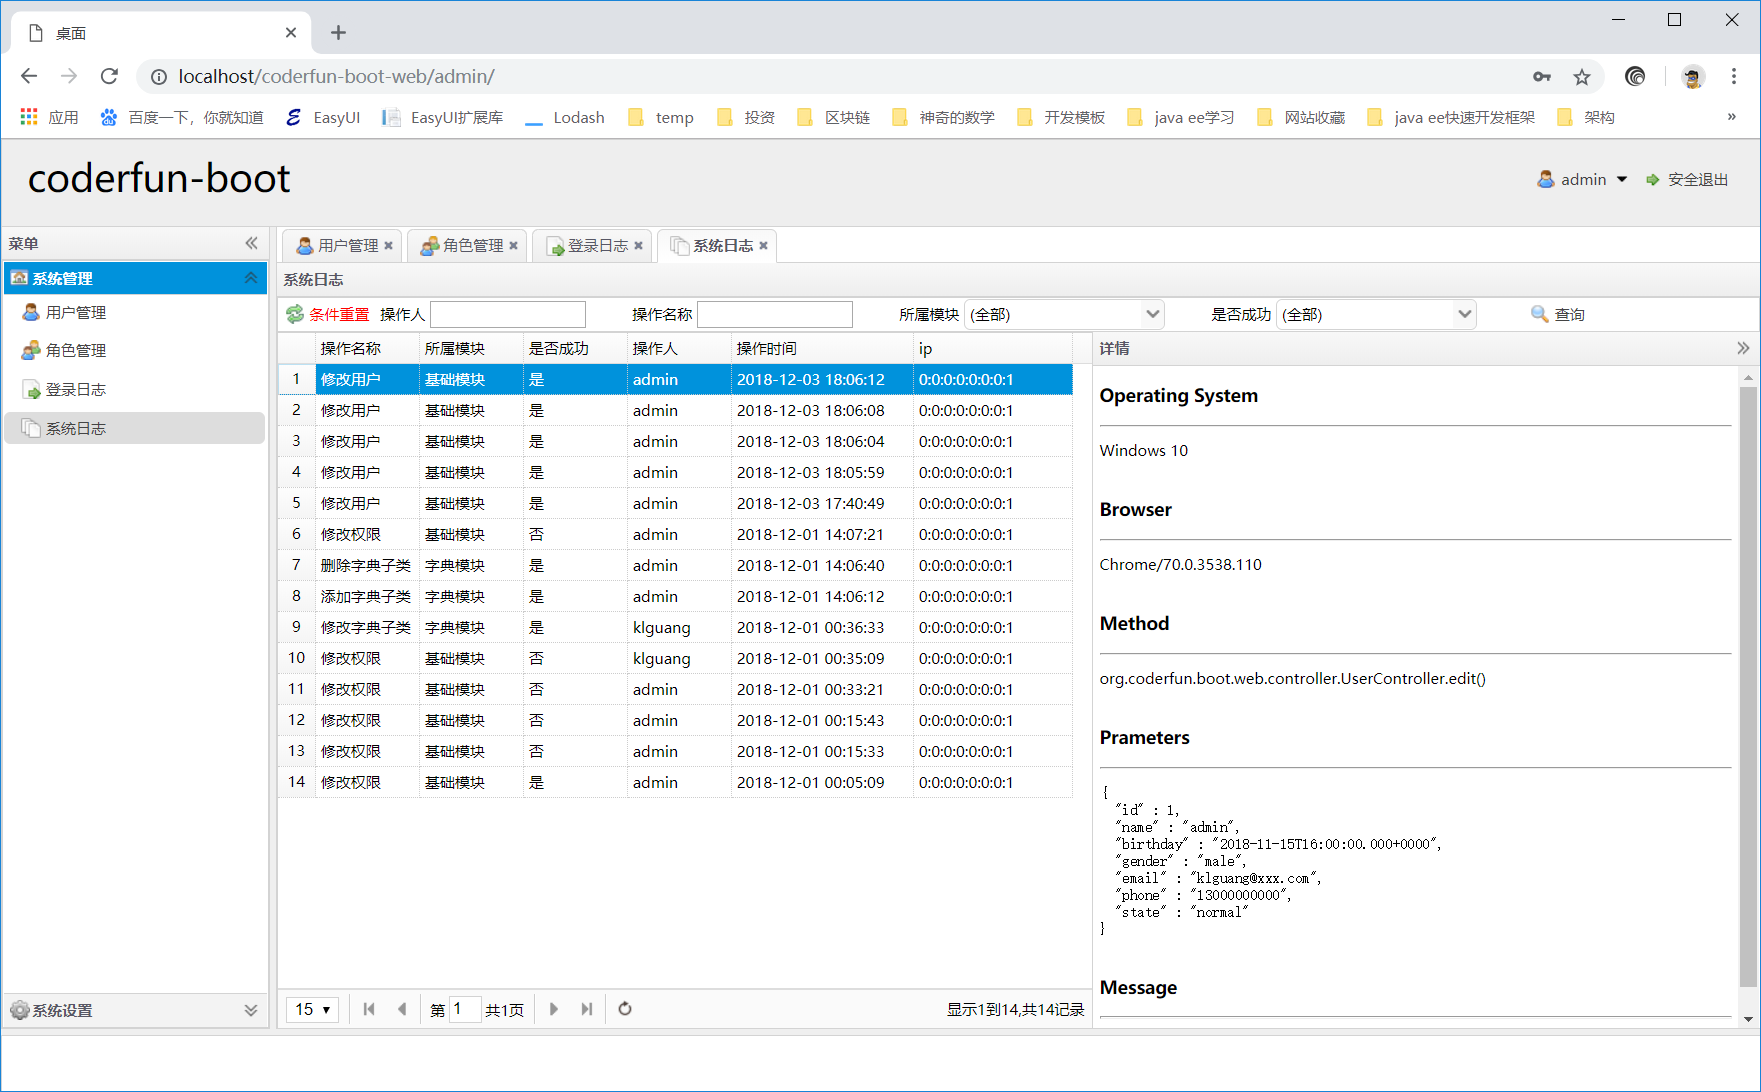 桌面
localhost/coderfun-boot-web/admin/
应用 百度一下，你就知道 EasyUI EasyUI扩展库 Lodash temp 投资 区块链 神奇的数学 开发模板 java ee学习 网站收藏 java ee快速开发框架 架构 »
coderfun-boot
admin 安全退出
菜单
系统管理
用户管理
角色管理
登录日志
系统日志
系统设置
用户管理 角色管理 登录日志 系统日志
系统日志
条件重置 操作人 操作名称 所属模块 (全部) 是否成功 (全部) 查询
操作名称 所属模块 是否成功 操作人 操作时间 ip
1 修改用户 基础模块 是 admin 2018-12-03 18:06:12 0:0:0:0:0:0:0:1
2 修改用户 基础模块 是 admin 2018-12-03 18:06:08 0:0:0:0:0:0:0:1
3 修改用户 基础模块 是 admin 2018-12-03 18:06:04 0:0:0:0:0:0:0:1
4 修改用户 基础模块 是 admin 2018-12-03 18:05:59 0:0:0:0:0:0:0:1
5 修改用户 基础模块 是 admin 2018-12-03 17:40:49 0:0:0:0:0:0:0:1
6 修改权限 基础模块 否 admin 2018-12-01 14:07:21 0:0:0:0:0:0:0:1
7 删除字典子类 字典模块 是 admin 2018-12-01 14:06:40 0:0:0:0:0:0:0:1
8 添加字典子类 字典模块 是 admin 2018-12-01 14:06:12 0:0:0:0:0:0:0:1
9 修改字典子类 字典模块 是 klguang 2018-12-01 00:36:33 0:0:0:0:0:0:0:1
10 修改权限 基础模块 否 klguang 2018-12-01 00:35:09 0:0:0:0:0:0:0:1
11 修改权限 基础模块 否 admin 2018-12-01 00:33:21 0:0:0:0:0:0:0:1
12 修改权限 基础模块 否 admin 2018-12-01 00:15:43 0:0:0:0:0:0:0:1
13 修改权限 基础模块 否 admin 2018-12-01 00:15:33 0:0:0:0:0:0:0:1
14 修改权限 基础模块 是 admin 2018-12-01 00:05:09 0:0:0:0:0:0:0:1
15 第 1 共1页 显示1到14,共14记录
详情
Operating System
Windows 10
Browser
Chrome/70.0.3538.110
Method
org.coderfun.boot.web.controller.UserController.edit()
Prameters
{
"id" : 1,
"name" : "admin",
"birthday" : "2018-11-15T16:00:00.000+0000",
"gender" : "male",
"email" : "klguang@xxx.com",
"phone" : "13000000000",
"state" : "normal"
}
Message